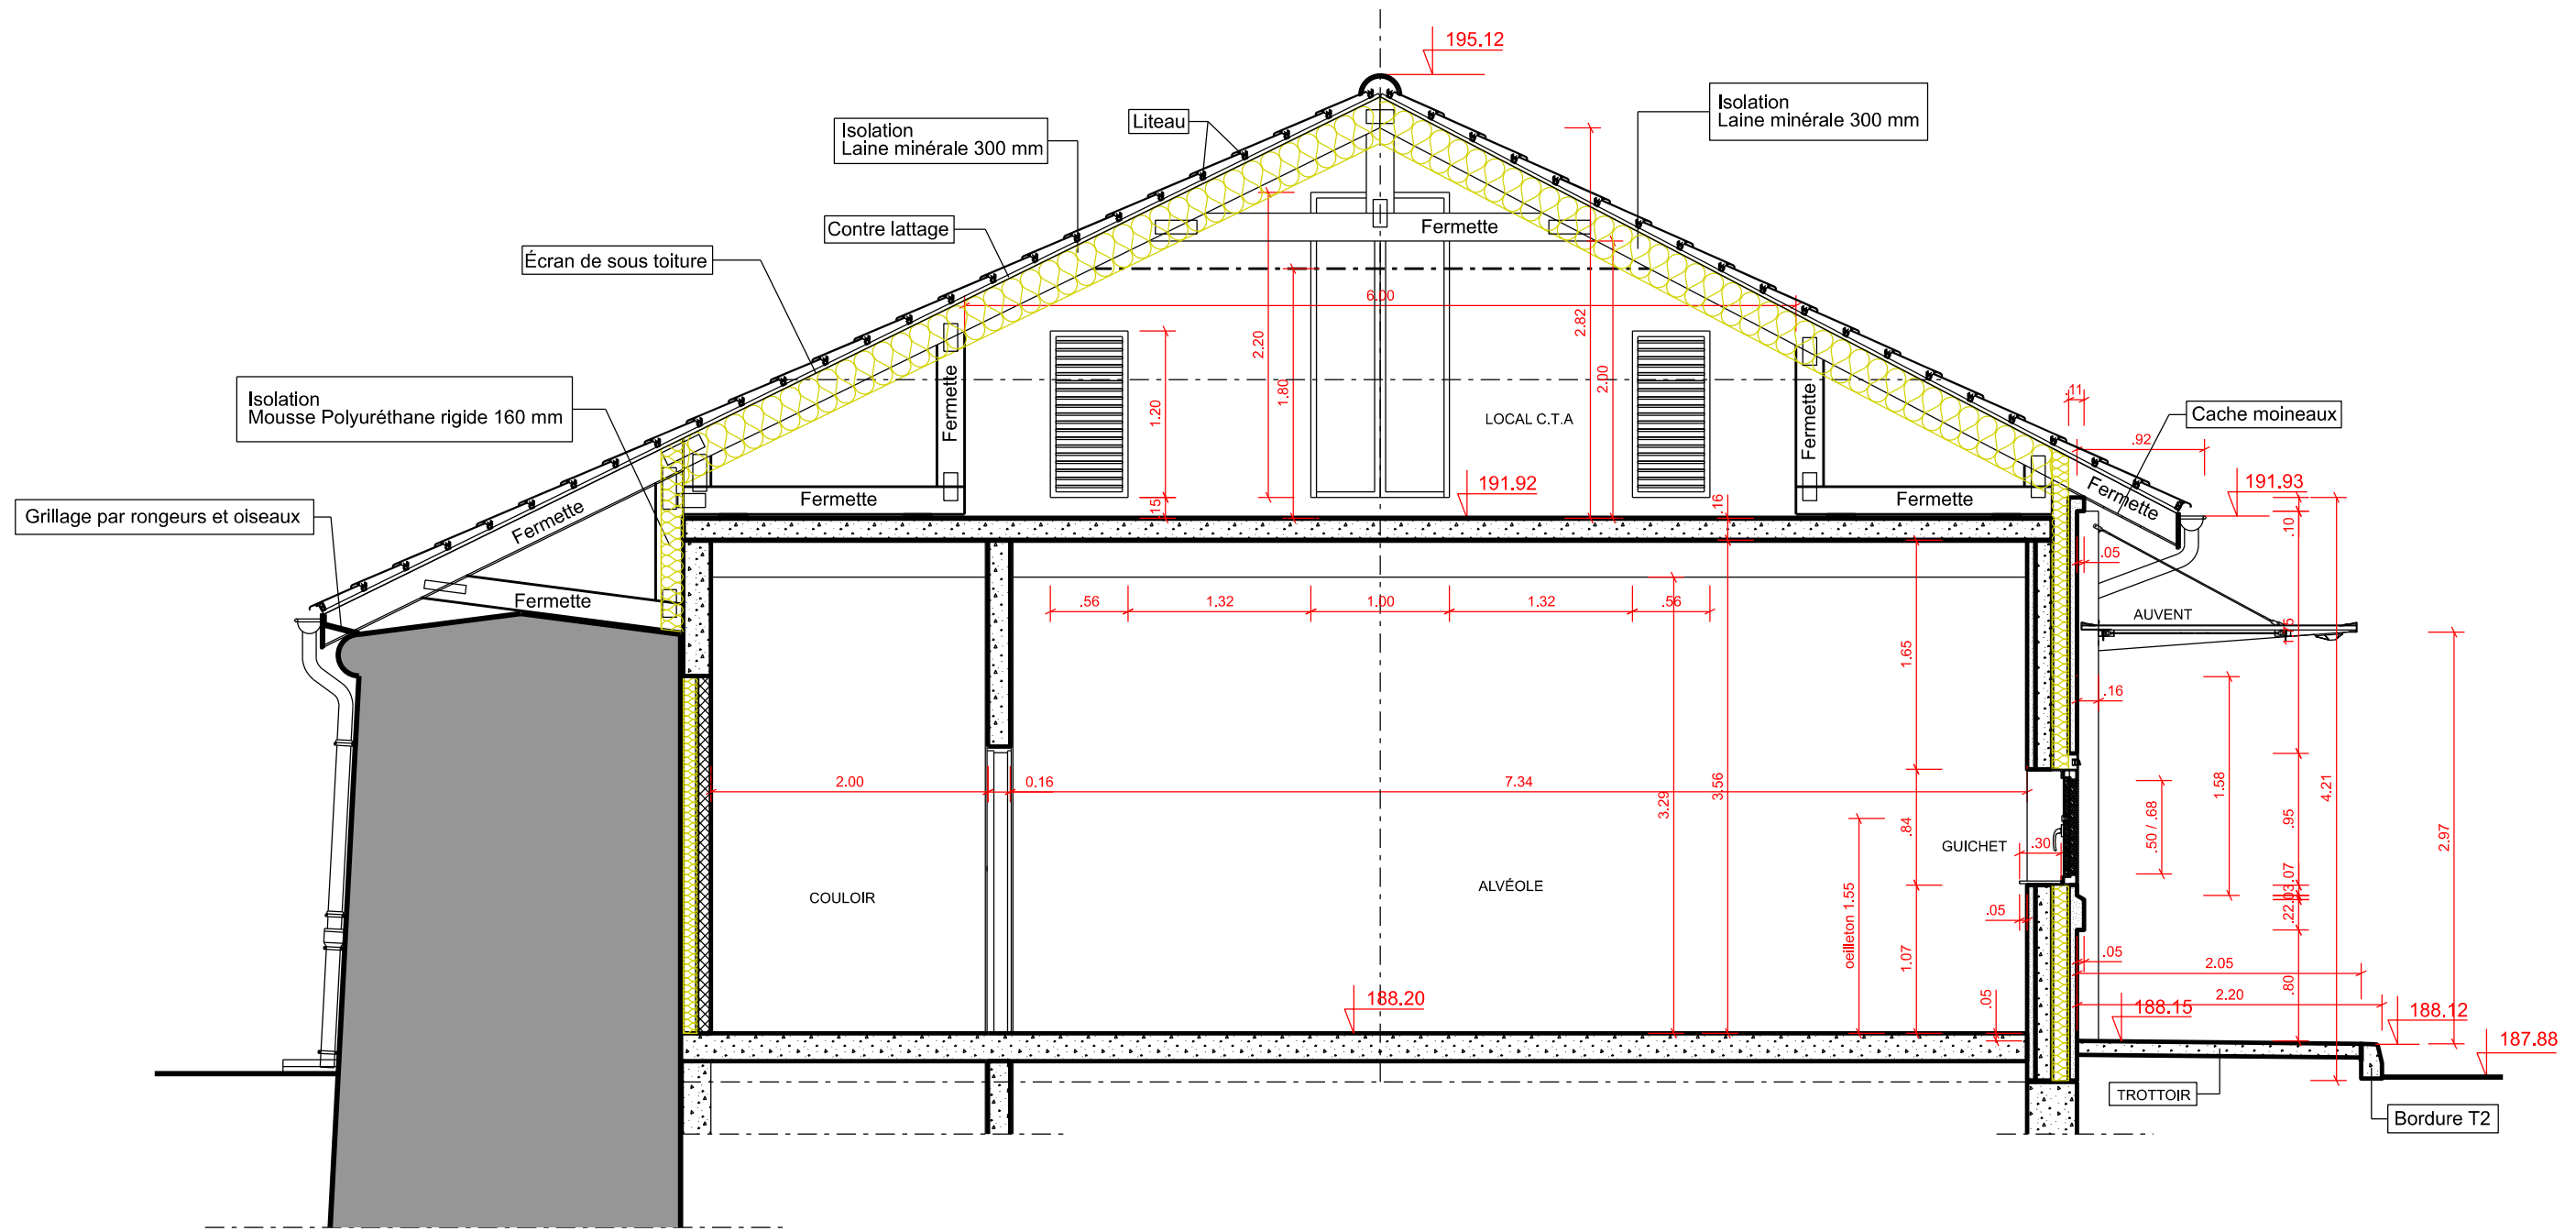 195.12
Isolation
Laine minérale 300 mm
Liteau
Isolation
Laine minérale 300 mm
Contre lattage
Fermette
Écran de sous toiture
6.00
2.82
2.20
1.80
2.00
1.20
Fermette
Fermette
.11
Isolation
Mousse Polyuréthane rigide 160 mm
LOCAL C.T.A
Cache moineaux
.92
191.92
191.93
Fermette
Fermette
Fermette
.15
.16
Grillage par rongeurs et oiseaux
Fermette
.10
.05
Fermette
.56
1.32
1.00
1.32
.56
AUVENT
1.75
1.65
.16
2.00
0.16
7.34
3.29
3.56
.84
1.58
4.21
.50 / .68
.95
2.97
GUICHET
.30
COULOIR
ALVÉOLE
oeilleton 1.55
.07
.03
.22
.05
1.07
.05
2.05
.80
2.20
.05
188.20
188.15
188.12
187.88
TROTTOIR
Bordure T2